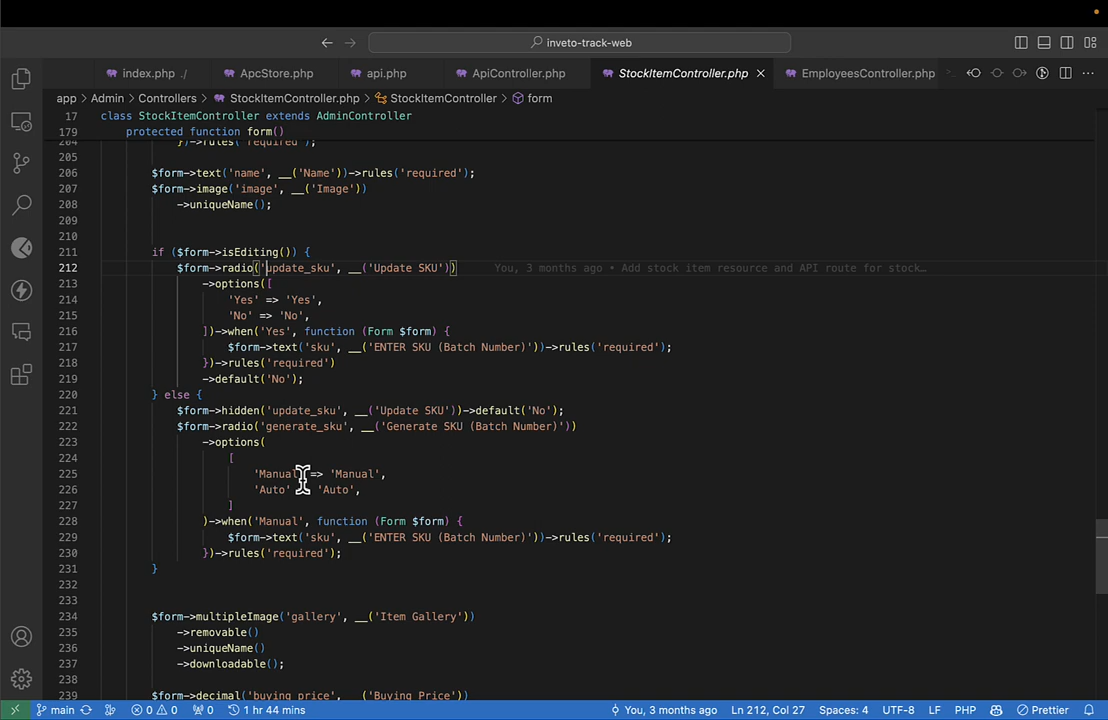 inveto-track-web
index.php ./ ApcStore.php api.php ApiController.php StockItemController.php EmployeesController.php
app > Admin > Controllers > StockItemController.php > StockItemController > form
17 class StockItemController extends AdminController
179 protected function form()
204 })->rules('required');
205
206 $form->text('name', __('Name'))->rules('required');
207 $form->image('image', __('Image'))
208 ->uniqueName();
209
210
211 if ($form->isEditing()) {
212 $form->radio('update_sku', __('Update SKU')) You, 3 months ago • Add stock item resource and API route for stock…
213 ->options([
214 'Yes' => 'Yes',
215 'No' => 'No',
216 ])->when('Yes', function (Form $form) {
217 $form->text('sku', __('ENTER SKU (Batch Number)'))->rules('required');
218 })->rules('required')
219 ->default('No');
220 } else {
221 $form->hidden('update_sku', __('Update SKU'))->default('No');
222 $form->radio('generate_sku', __('Generate SKU (Batch Number)'))
223 ->options(
224 [
225 'Manual' => 'Manual',
226 'Auto' => 'Auto',
227 ]
228 )->when('Manual', function (Form $form) {
229 $form->text('sku', __('ENTER SKU (Batch Number)'))->rules('required');
230 })->rules('required');
231 }
232
233
234 $form->multipleImage('gallery', __('Item Gallery'))
235 ->removable()
236 ->uniqueName()
237 ->downloadable();
238
239 $form->decimal('buying_price', __('Buying Price'))
main 0 0 0 1 hr 44 mins You, 3 months ago Ln 212, Col 27 Spaces: 4 UTF-8 LF PHP Prettier